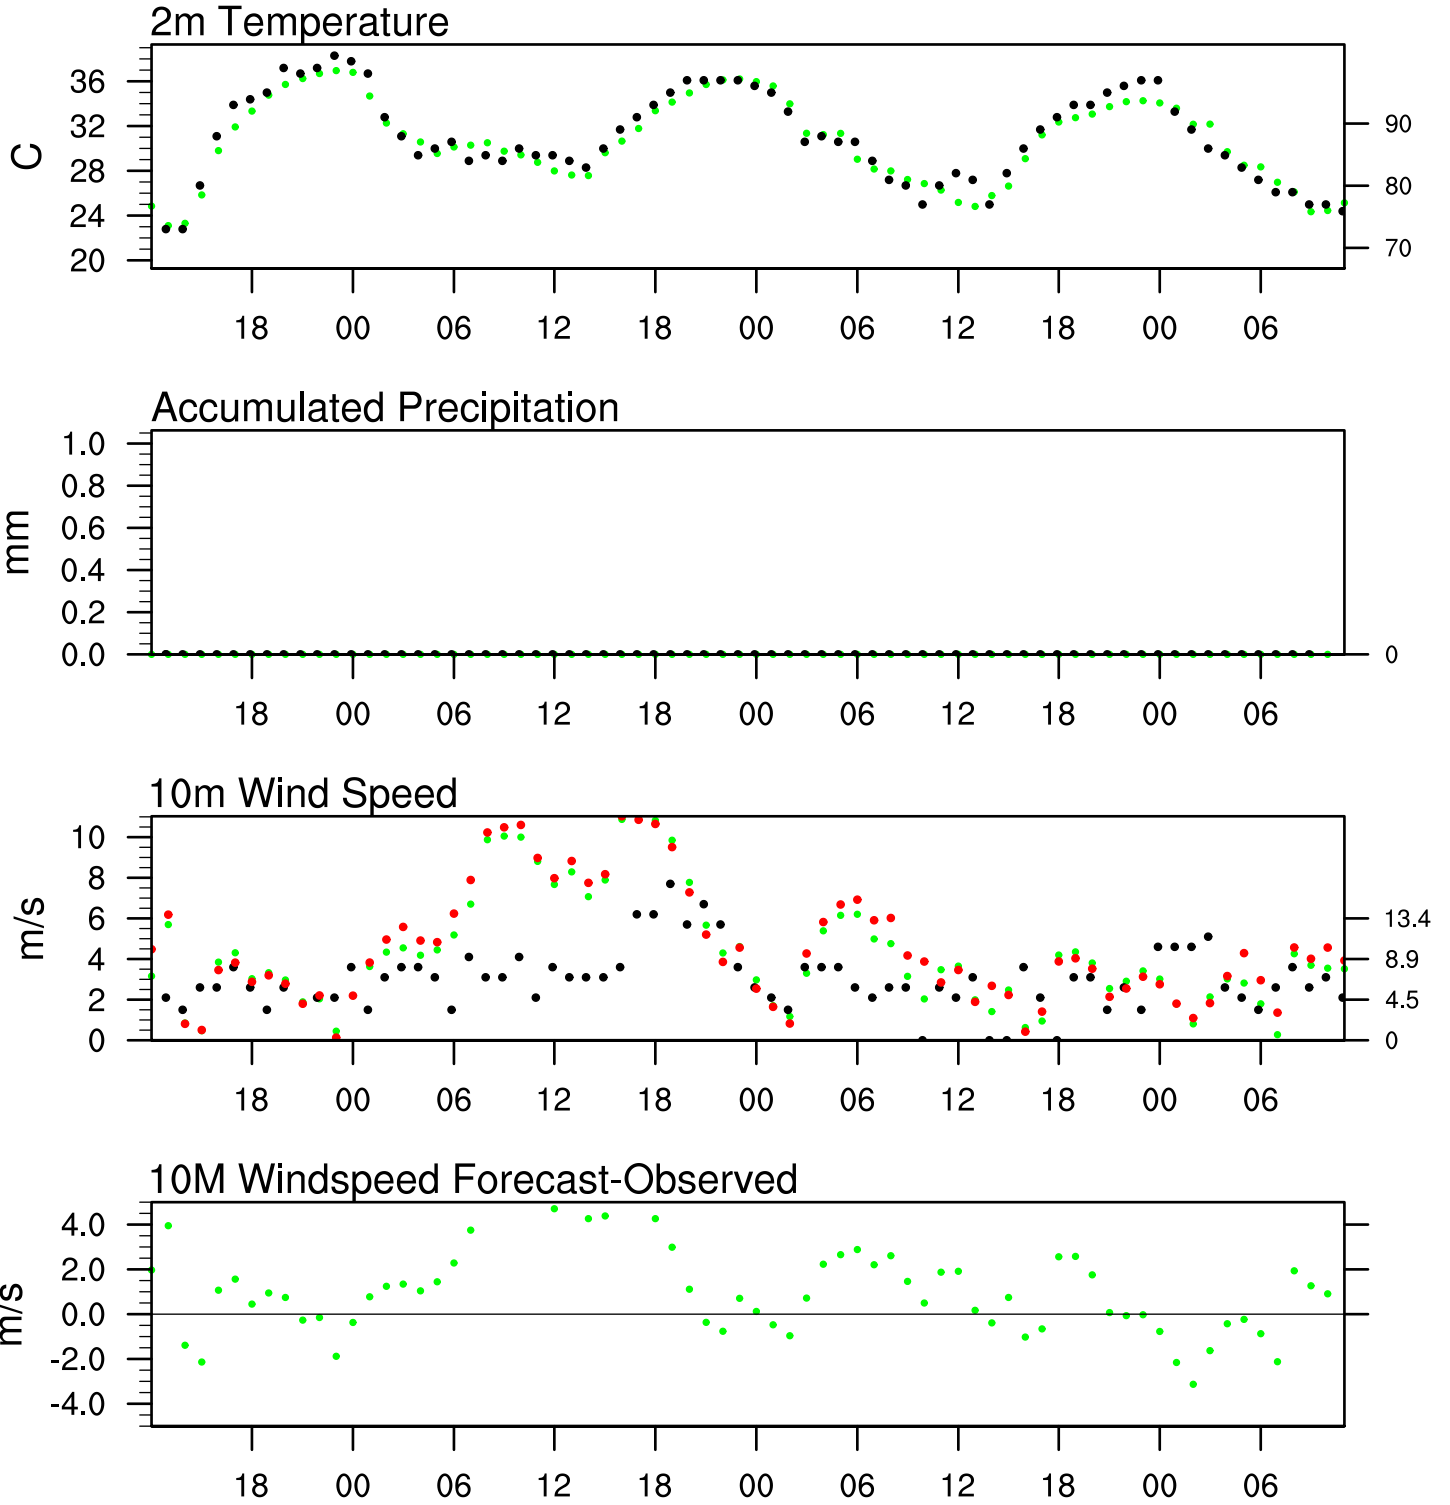 2m Temperature
36
32
28
24
20
C
90
80
70
18 00 06 12 18 00 06 12 18 00 06
Accumulated Precipitation
1.0
0.8
0.6
0.4
0.2
0.0
mm
0
18 00 06 12 18 00 06 12 18 00 06
10m Wind Speed
10
8
6
4
2
0
m/s
13.4
8.9
4.5
0
18 00 06 12 18 00 06 12 18 00 06
10M Windspeed Forecast-Observed
4.0
2.0
0.0
-2.0
-4.0
m/s
18 00 06 12 18 00 06 12 18 00 06